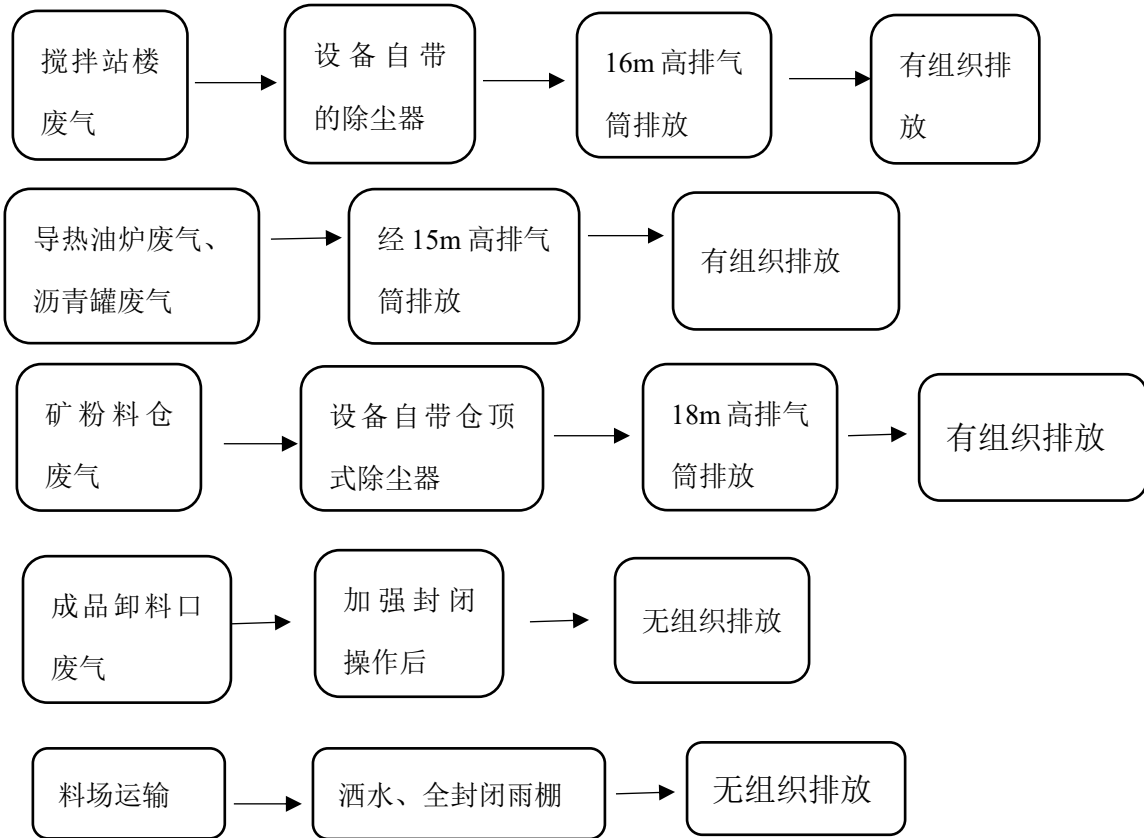 搅拌站楼
废气
设备自带
的除尘器
16m 高排气
筒排放
有组织排
放
导热油炉废气、
沥青罐废气
经 15m 高排气
筒排放
有组织排放
矿粉料仓
废气
设备自带仓顶
式除尘器
18m 高排气
筒排放
有组织排放
成品卸料口
废气
加强封闭
操作后
无组织排放
料场运输
洒水、全封闭雨棚
无组织排放